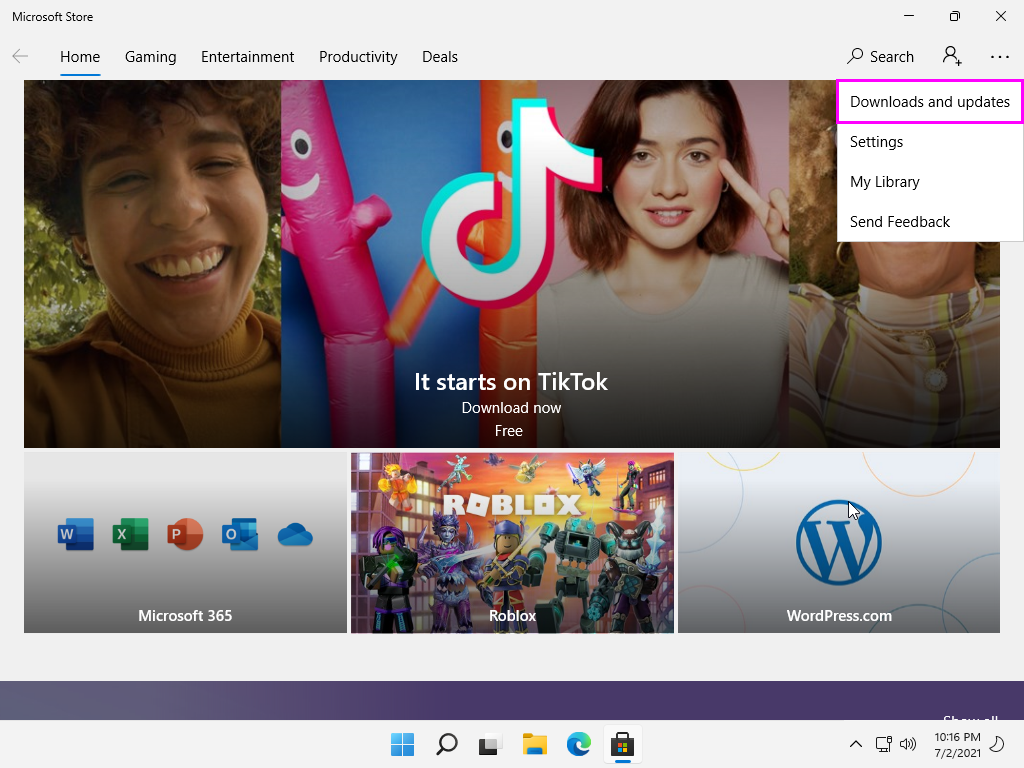 Microsoft Store
Home Gaming Entertainment Productivity Deals Search
Downloads and updates
Settings
My Library
Send Feedback
It starts on TikTok
Download now
Free
W X P O
ROBLOX
W
Microsoft 365
Roblox
WordPress.com
Show all
10:16 PM
7/2/2021